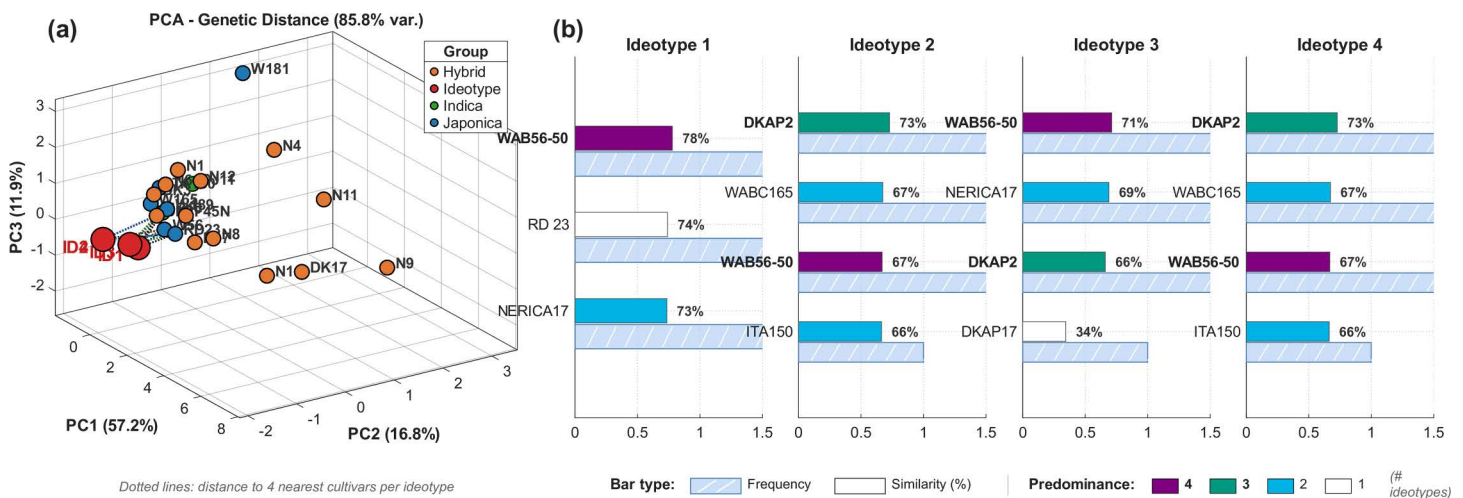 (a)
PCA - Genetic Distance (85.8% var.)
Group
Hybrid
Ideotype
Indica
Japonica
W181
N4
N1
N12
N11
RD23
N8
N1
DK17
N9
PC3 (11.9%)
3
2
1
0
-1
-2
0
2
4
6
8
PC1 (57.2%)
-2
-1
0
1
2
3
PC2 (16.8%)
Dotted lines: distance to 4 nearest cultivars per ideotype
(b)
Ideotype 1
WAB56-50
78%
RD 23
74%
NERICA17
73%
0
0.5
1
1.5
Ideotype 2
DKAP2
73%
WABC165
67%
WAB56-50
67%
ITA150
66%
0
0.5
1
1.5
Ideotype 3
WAB56-50
71%
NERICA17
69%
DKAP2
66%
DKAP17
34%
0
0.5
1
1.5
Ideotype 4
DKAP2
73%
WABC165
67%
WAB56-50
67%
ITA150
66%
0
0.5
1
1.5
Bar type:
Frequency
Similarity (%)
Predominance:
4
3
2
1
(#
ideotypes)